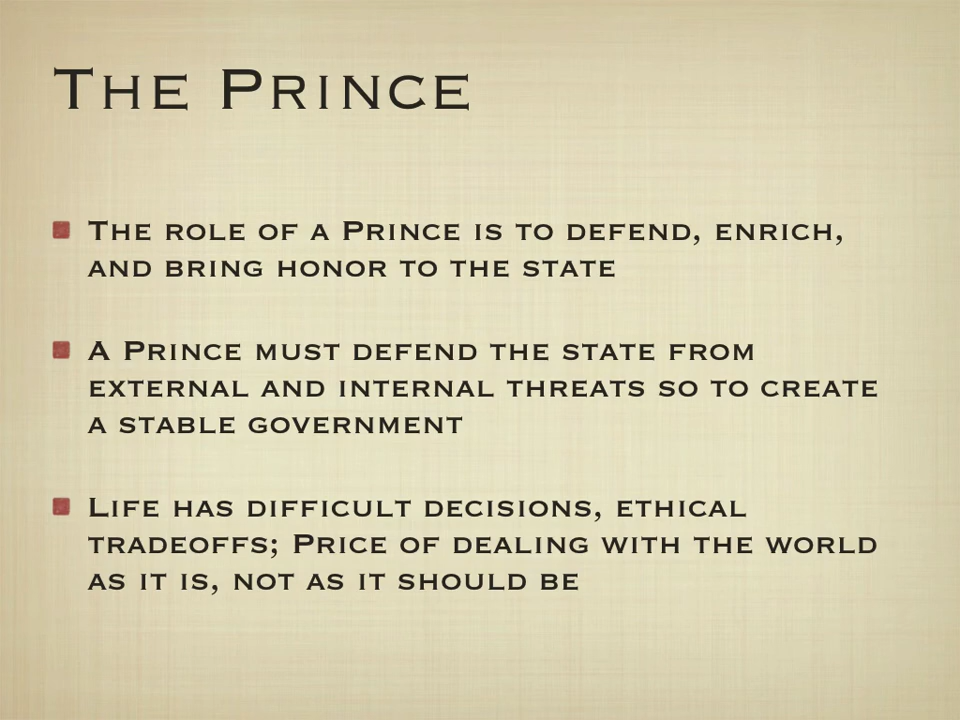 The Prince
The role of a Prince is to defend, enrich,
and bring honor to the state
A Prince must defend the state from
external and internal threats so to create
a stable government
Life has difficult decisions, ethical
tradeoffs; Price of dealing with the world
as it is, not as it should be